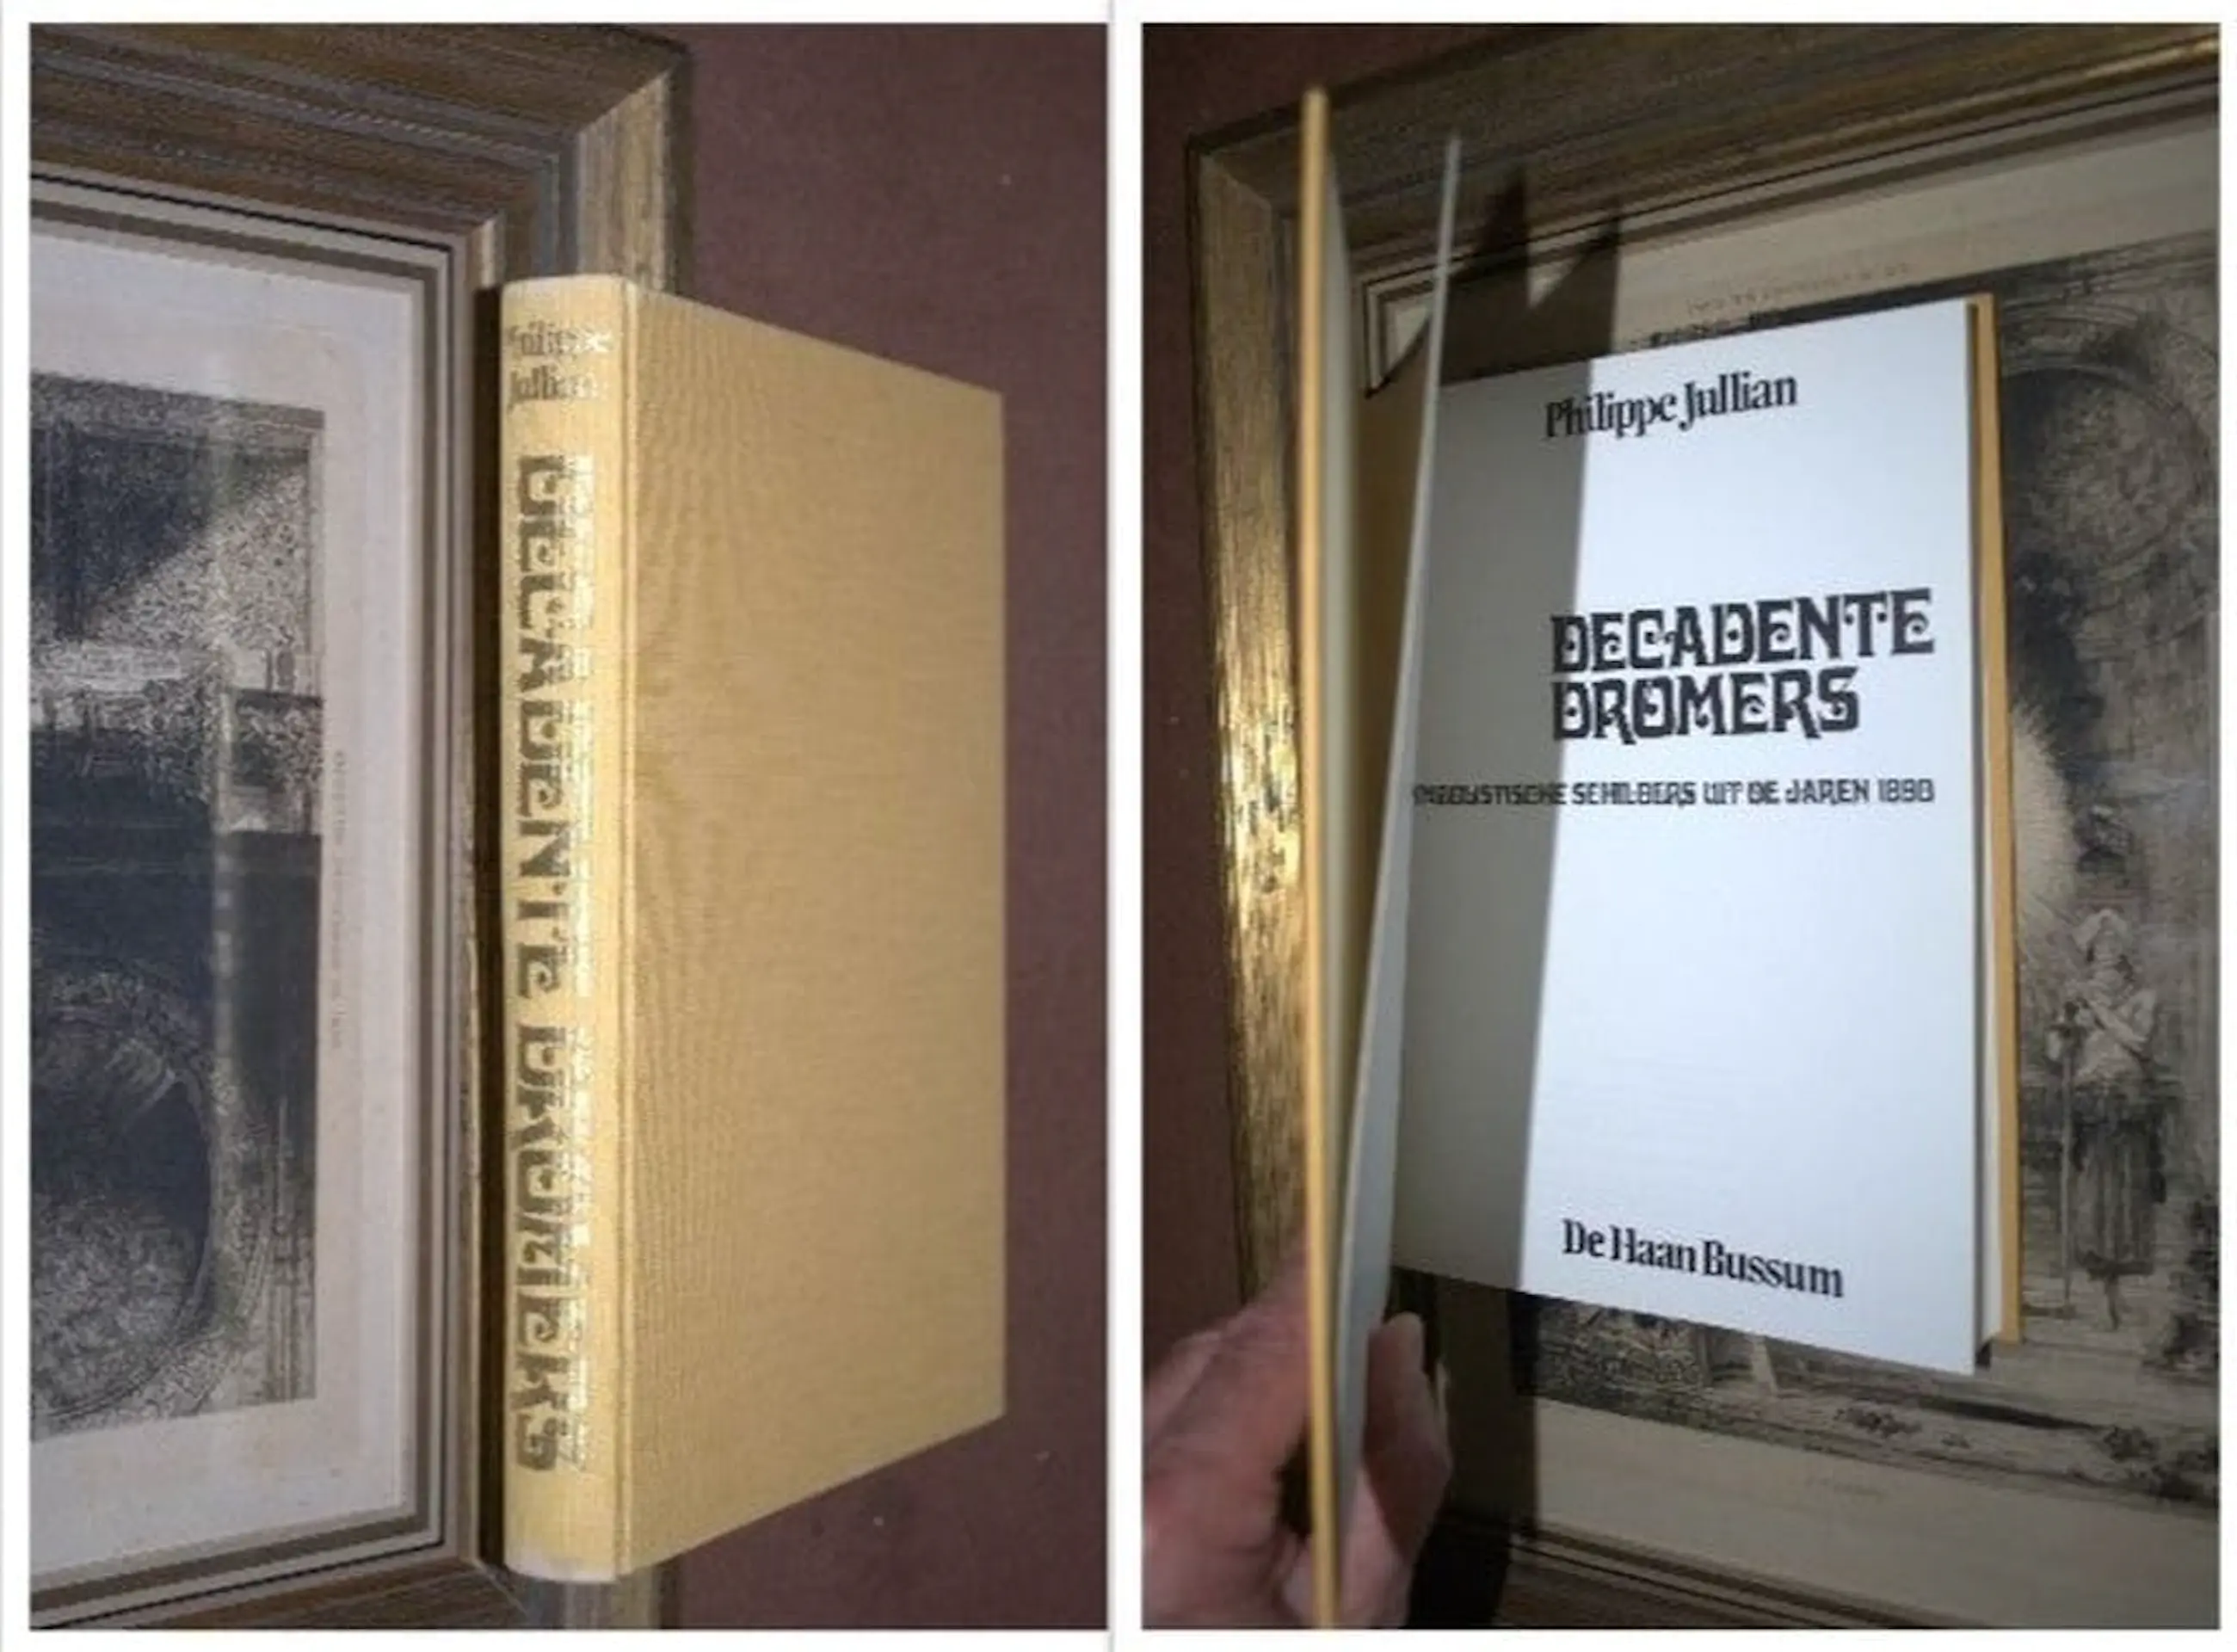 Philippe
Jullian
DECADENTE DROMERS
Philippe Jullian
DECADENTE
DROMERS
SCHILDERS UIT DE JAREN 1890
De Haan Bussum